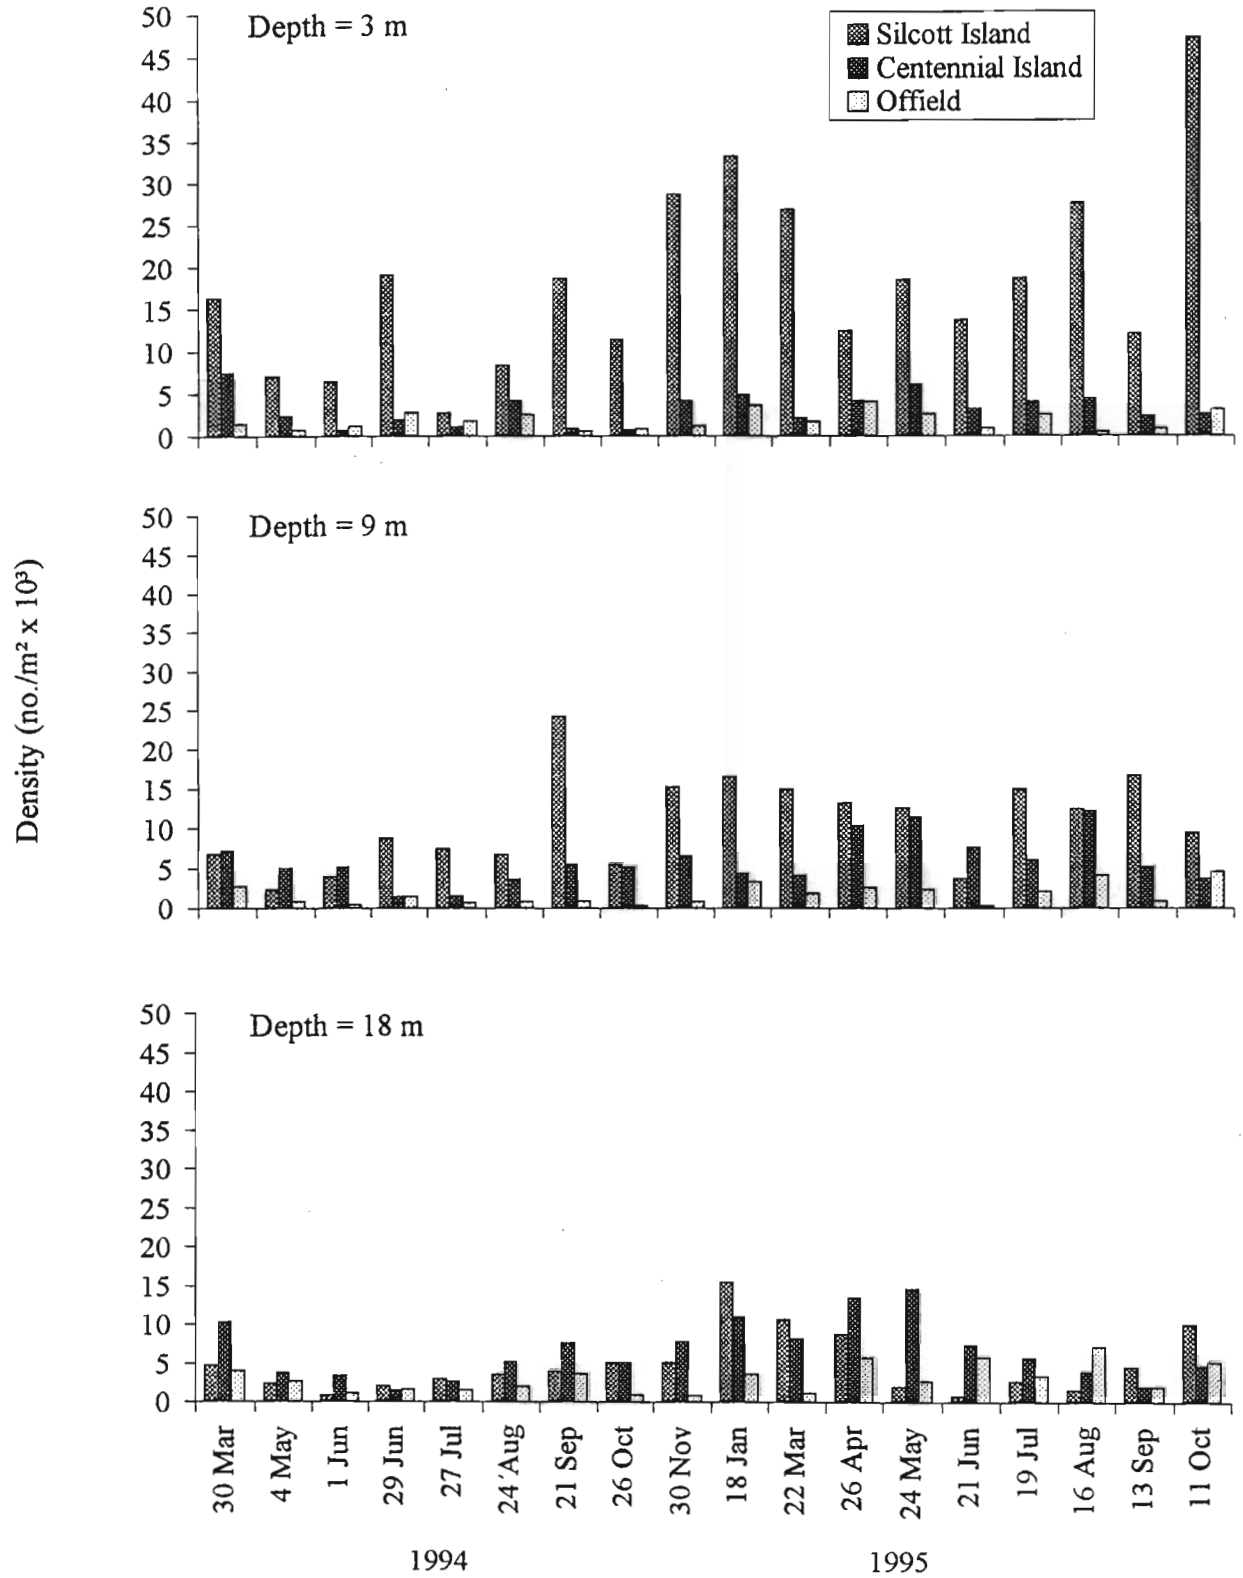 Depth = 3 m
Silcott Island
Centennial Island
Offield
50
45
40
35
30
25
20
15
10
5
0
Depth = 9 m
50
45
40
35
30
25
20
15
10
5
0
Density (no./m² x 10³)
Depth = 18 m
50
45
40
35
30
25
20
15
10
5
0
30 Mar
4 May
1 Jun
29 Jun
27 Jul
24 Aug
21 Sep
26 Oct
30 Nov
18 Jan
22 Mar
26 Apr
24 May
21 Jun
19 Jul
16 Aug
13 Sep
11 Oct
1994
1995